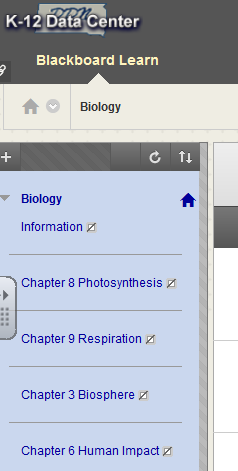 K-12 Data Center
Blackboard Learn
Biology
Biology
Information
Chapter 8 Photosynthesis
Chapter 9 Respiration
Chapter 3 Biosphere
Chapter 6 Human Impact